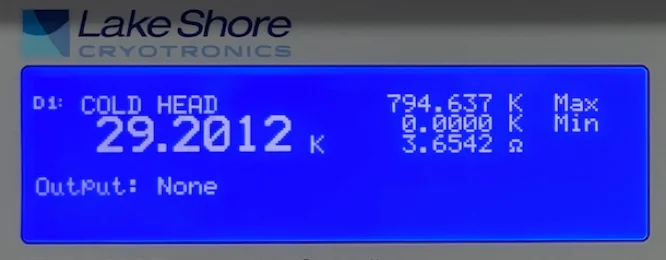 Lake Shore
CRYOTRONICS
D1: COLD HEAD 794.637 K Max
0.0000 K Min
29.2012 K 3.6542 Ω
Output: None